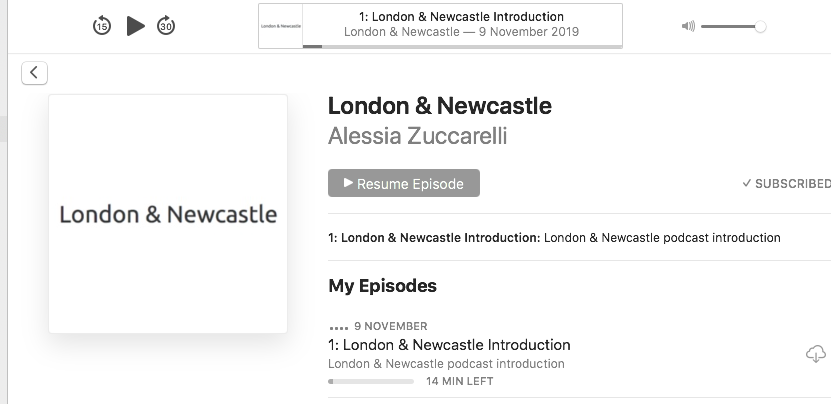 15
30
London & Newcastle
1: London & Newcastle Introduction
London & Newcastle — 9 November 2019
London & Newcastle
London & Newcastle
Alessia Zuccarelli
Resume Episode
✓ SUBSCRIBED
1: London & Newcastle Introduction: London & Newcastle podcast introduction
My Episodes
9 NOVEMBER
1: London & Newcastle Introduction
London & Newcastle podcast introduction
14 MIN LEFT